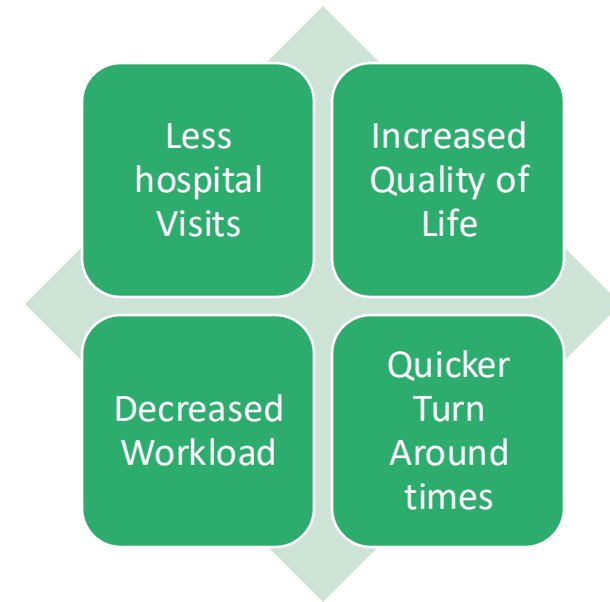 Less
hospital
Visits
Increased
Quality of
Life
Decreased
Workload
Quicker
Turn
Around
times